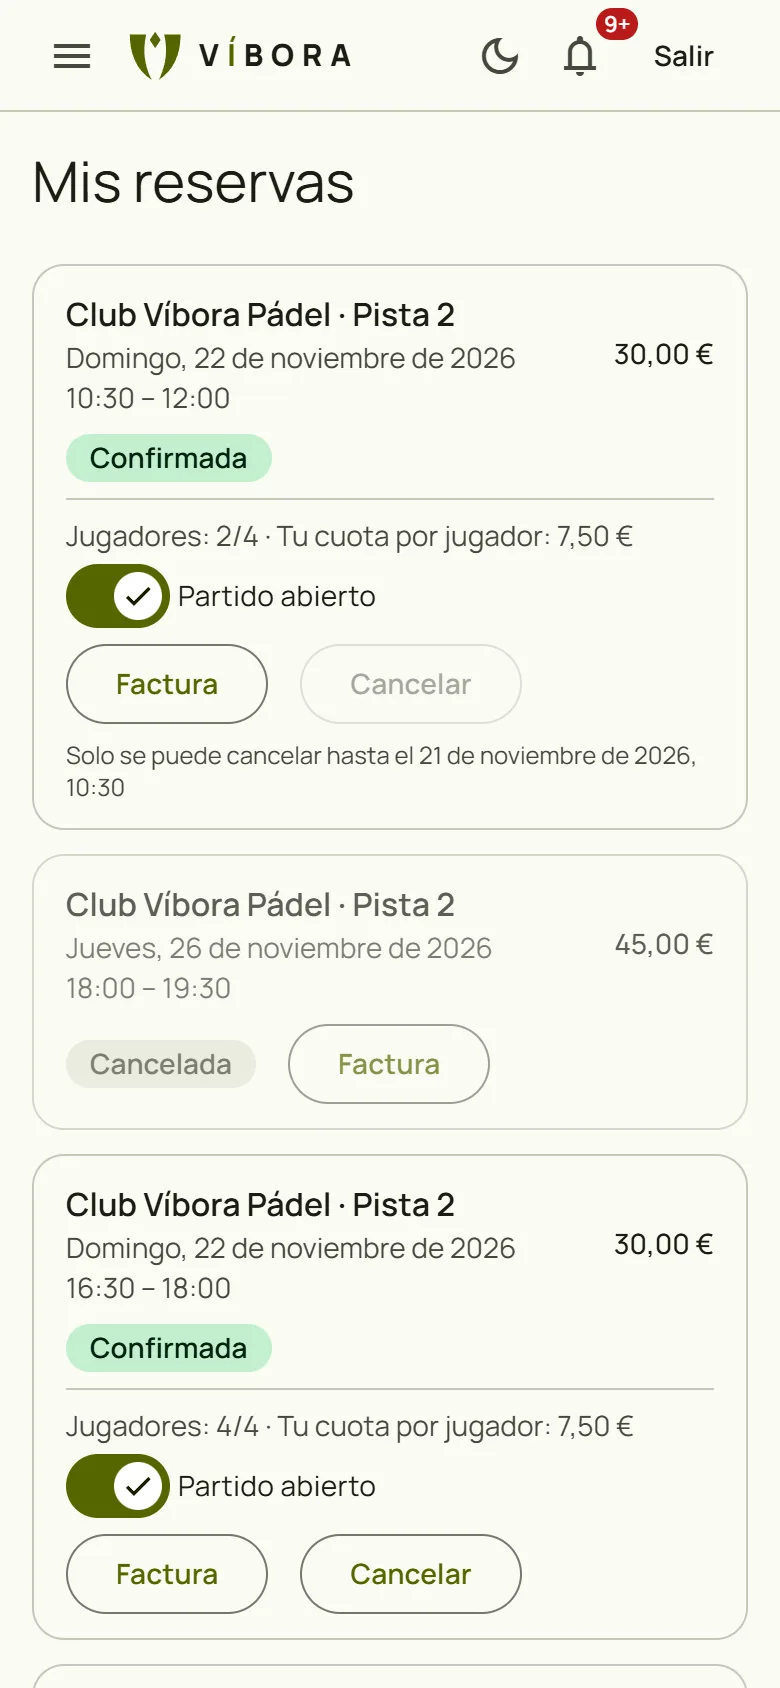 VÍBORA
9+
Salir
Mis reservas
Club Víbora Pádel · Pista 2
Domingo, 22 de noviembre de 2026
30,00 €
10:30 – 12:00
Confirmada
Jugadores: 2/4 · Tu cuota por jugador: 7,50 €
Partido abierto
Factura
Cancelar
Solo se puede cancelar hasta el 21 de noviembre de 2026,
10:30
Club Víbora Pádel · Pista 2
Jueves, 26 de noviembre de 2026
45,00 €
18:00 – 19:30
Cancelada
Factura
Club Víbora Pádel · Pista 2
Domingo, 22 de noviembre de 2026
30,00 €
16:30 – 18:00
Confirmada
Jugadores: 4/4 · Tu cuota por jugador: 7,50 €
Partido abierto
Factura
Cancelar